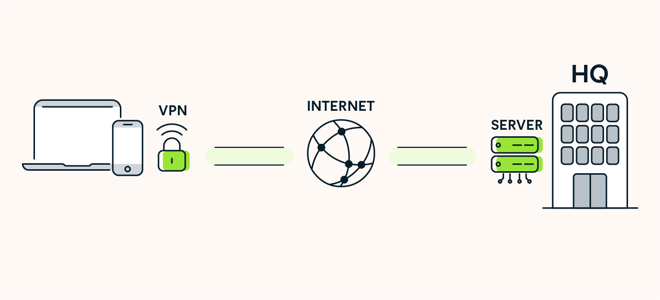 VPN
INTERNET
SERVER
HQ